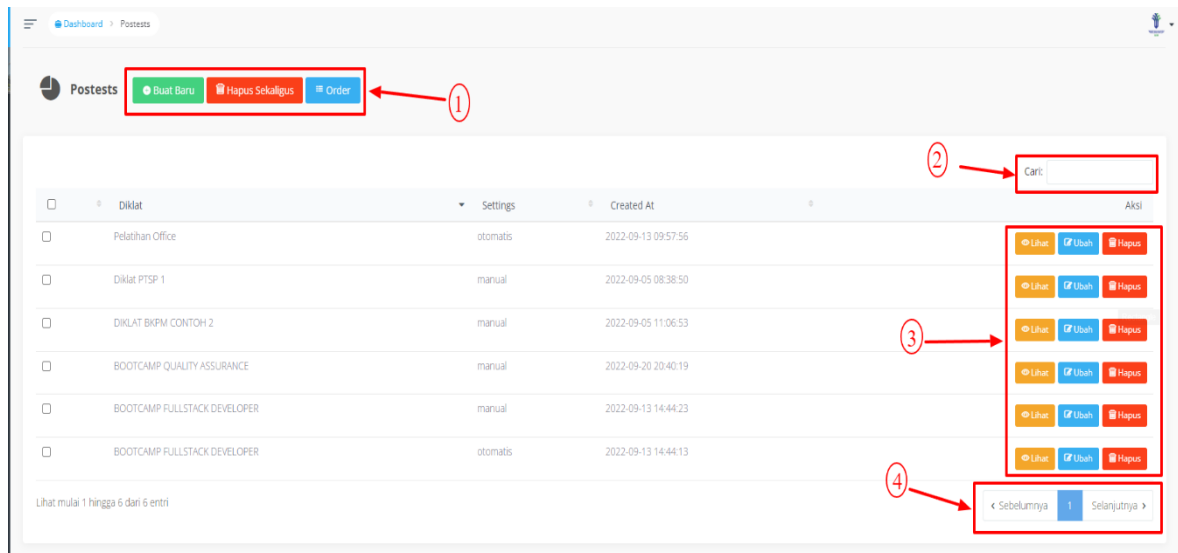 Dashboard > Postests
Postests Buat Baru Hapus Sekaligus Order
1
2
Cari:
Diklat Settings Created At Aksi
Pelatihan Office otomatis 2022-09-13 09:57:56 Lihat Ubah Hapus
Diklat PTSP 1 manual 2022-09-05 08:38:50 Lihat Ubah Hapus
DIKLAT BKPM CONTOH 2 manual 2022-09-05 11:06:53 Lihat Ubah Hapus
3
BOOTCAMP QUALITY ASSURANCE manual 2022-09-20 20:40:19 Lihat Ubah Hapus
BOOTCAMP FULLSTACK DEVELOPER manual 2022-09-13 14:44:23 Lihat Ubah Hapus
BOOTCAMP FULLSTACK DEVELOPER otomatis 2022-09-13 14:44:13 Lihat Ubah Hapus
4
Lihat mulai 1 hingga 6 dari 6 entri ‹ Sebelumnya 1 Selanjutnya ›